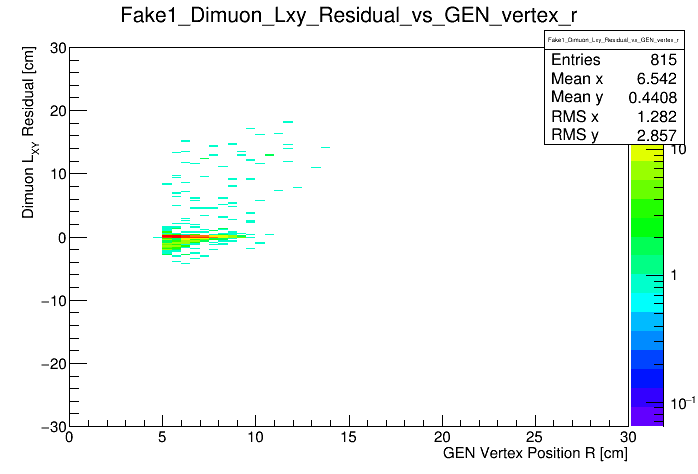 Fake1_Dimuon_Lxy_Residual_vs_GEN_vertex_r
Fake1_Dimuon_Lxy_Residual_vs_GEN_vertex_r
Entries 815
Mean x 6.542
Mean y 0.4408
RMS x 1.282
RMS y 2.857
Dimuon LXY Residual [cm]
30
20
10
0
−10
−20
−30
0 5 10 15 20 25 30
GEN Vertex Position R [cm]
10
1
10−1